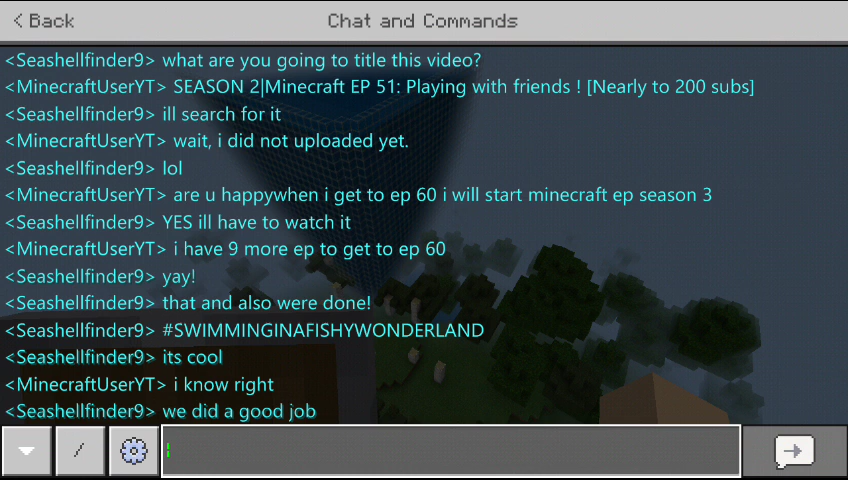 Back
Chat and Commands
<Seashellfinder9> what are you going to title this video?
<MinecraftUserYT> SEASON 2|Minecraft EP 51: Playing with friends ! [Nearly to 200 subs]
<Seashellfinder9> ill search for it
<MinecraftUserYT> wait, i did not uploaded yet.
<Seashellfinder9> lol
<MinecraftUserYT> are u happywhen i get to ep 60 i will start minecraft ep season 3
<Seashellfinder9> YES ill have to watch it
<MinecraftUserYT> i have 9 more ep to get to ep 60
<Seashellfinder9> yay!
<Seashellfinder9> that and also were done!
<Seashellfinder9> #SWIMMINGINAFISHYWONDERLAND
<Seashellfinder9> its cool
<MinecraftUserYT> i know right
<Seashellfinder9> we did a good job
/